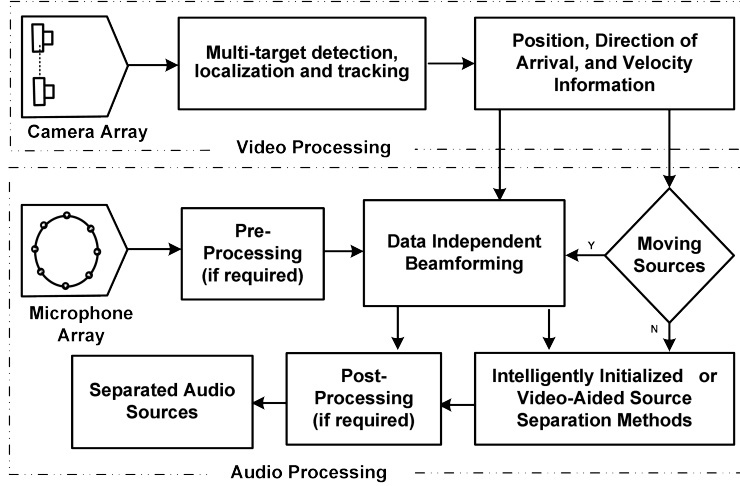 Multi-target detection,
localization and tracking
Position, Direction of
Arrival, and Velocity
Information
Camera Array
Video Processing
Pre-
Processing
(if required)
Data Independent
Beamforming
Y
Moving
Sources
N
Microphone
Array
Separated Audio
Sources
Post-
Processing
(if required)
Intelligently Initialized or
Video-Aided Source
Separation Methods
Audio Processing